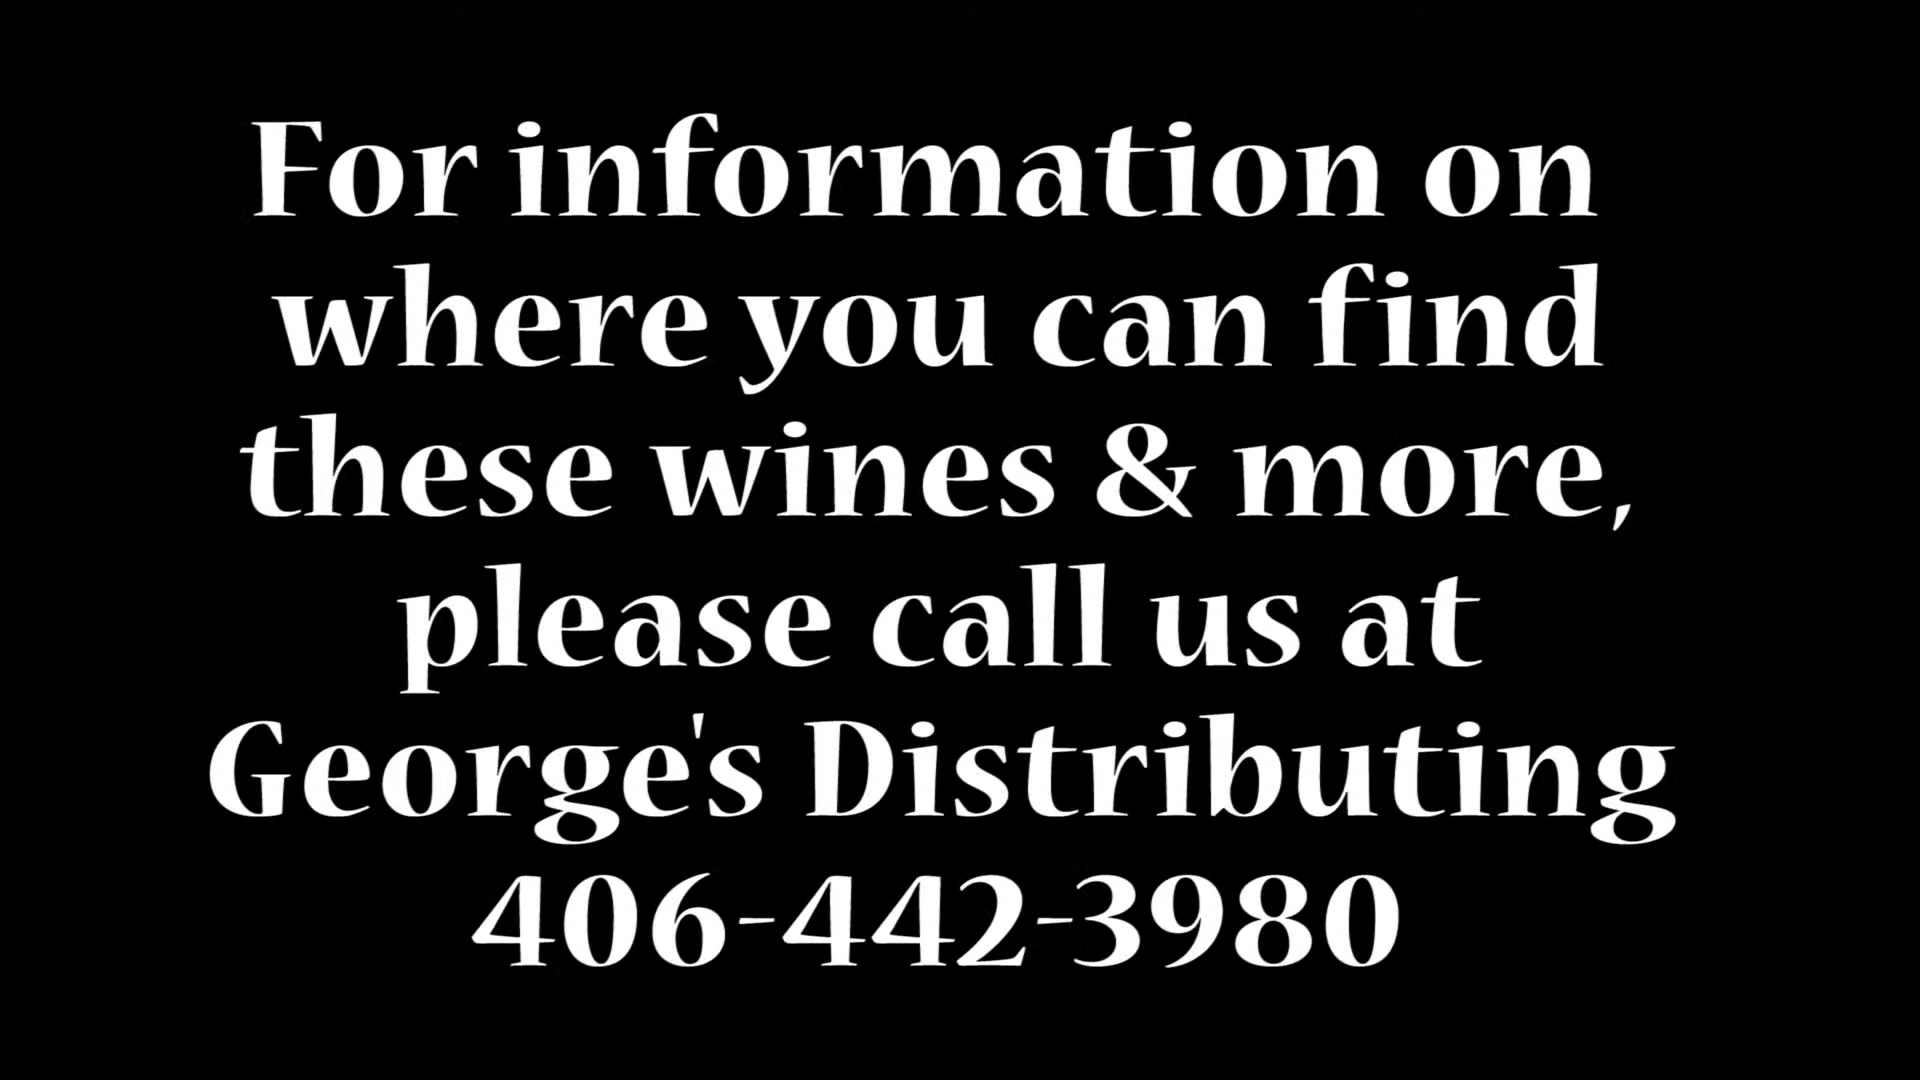 For information on
where you can find
these wines & more,
please call us at
George's Distributing
406-442-3980